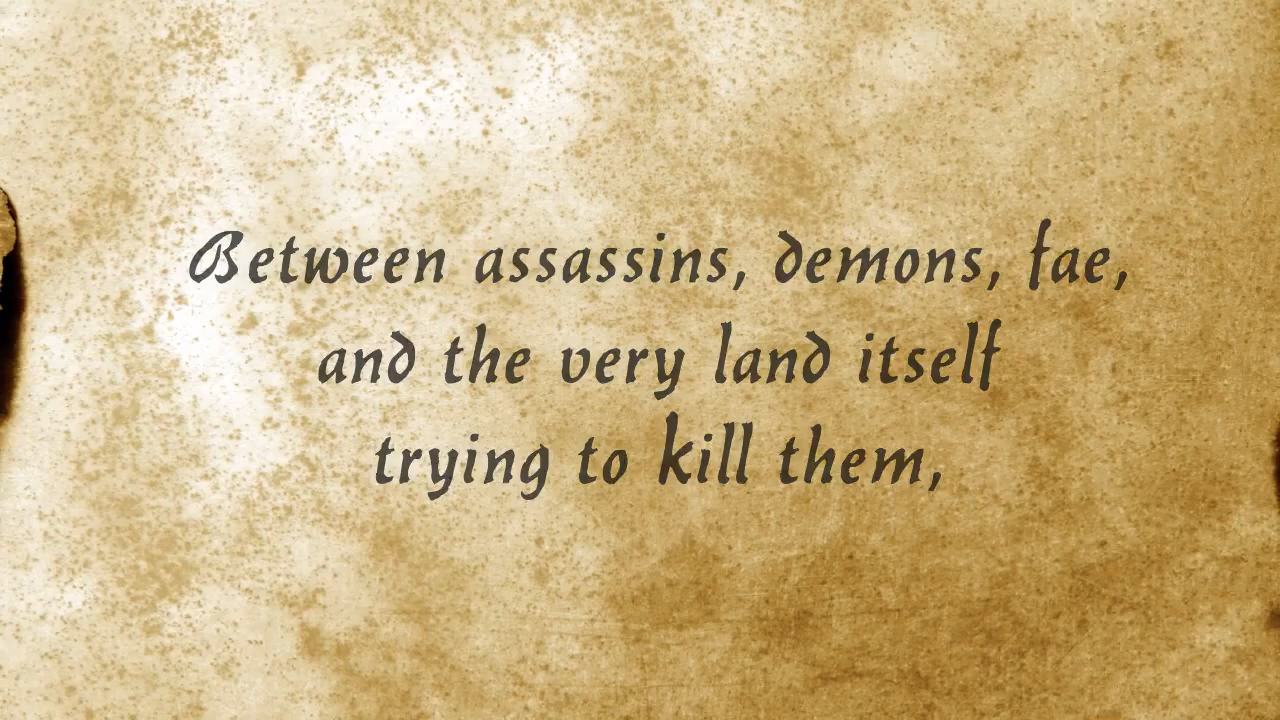 Between assassins, demons, fae,
and the very land itself
trying to kill them,